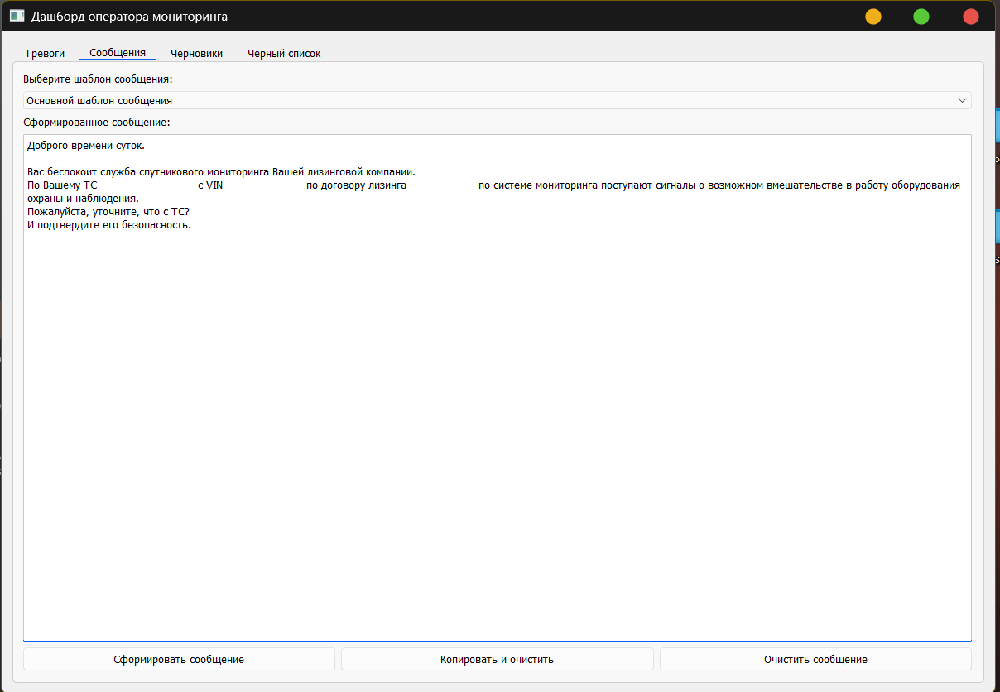 Дашборд оператора мониторинга
Тревоги
Сообщения
Черновики
Чёрный список
Выберите шаблон сообщения:
Основной шаблон сообщения
Сформированное сообщение:
Доброго времени суток.
Вас беспокоит служба спутникового мониторинга Вашей лизинговой компании.
По Вашему ТС - _______________ с VIN - ____________ по договору лизинга __________ - по системе мониторинга поступают сигналы о возможном вмешательстве в работу оборудования
охраны и наблюдения.
Пожалуйста, уточните, что с ТС?
И подтвердите его безопасность.
Сформировать сообщение
Копировать и очистить
Очистить сообщение